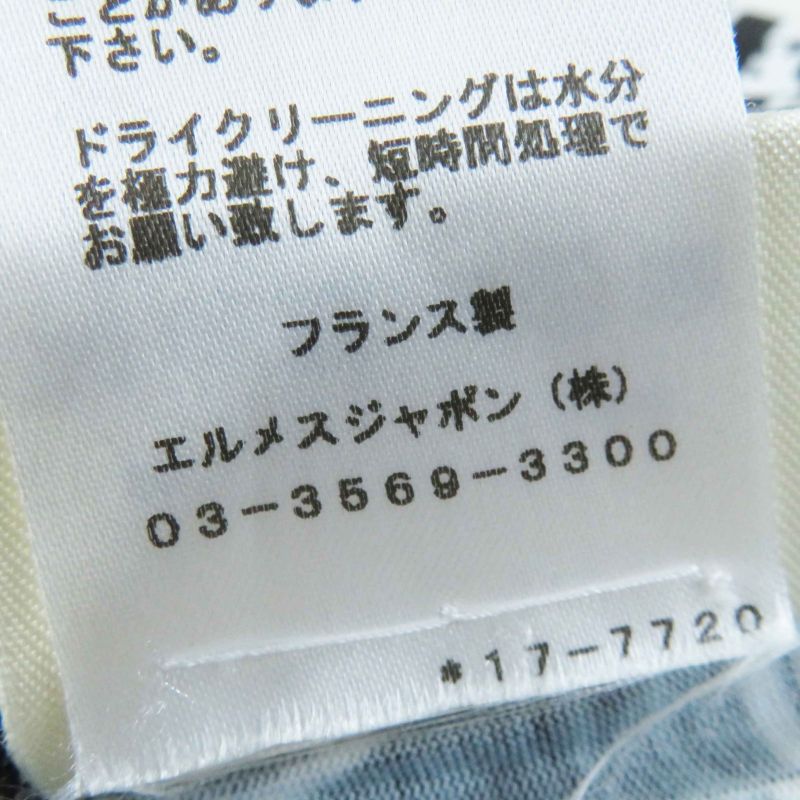 下さい。
ドライクリーニングは水分
を極力避け、短時間処理で
お願い致します。
フランス製
エルメスジャポン（株）
03-3569-3300
*17-7720